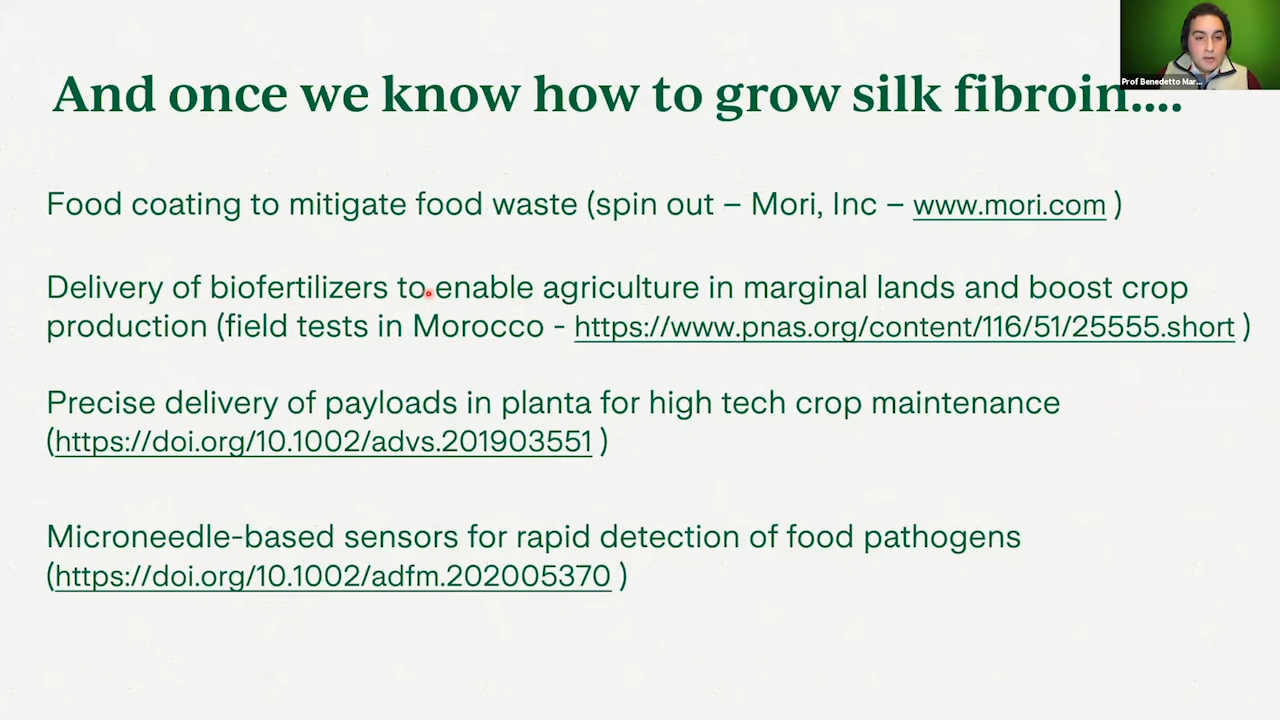 Prof Benedetto Mar...
And once we know how to grow silk fibroin....
Food coating to mitigate food waste (spin out – Mori, Inc – www.mori.com )
Delivery of biofertilizers to enable agriculture in marginal lands and boost crop
production (field tests in Morocco - https://www.pnas.org/content/116/51/25555.short )
Precise delivery of payloads in planta for high tech crop maintenance
(https://doi.org/10.1002/advs.201903551 )
Microneedle-based sensors for rapid detection of food pathogens
(https://doi.org/10.1002/adfm.202005370 )